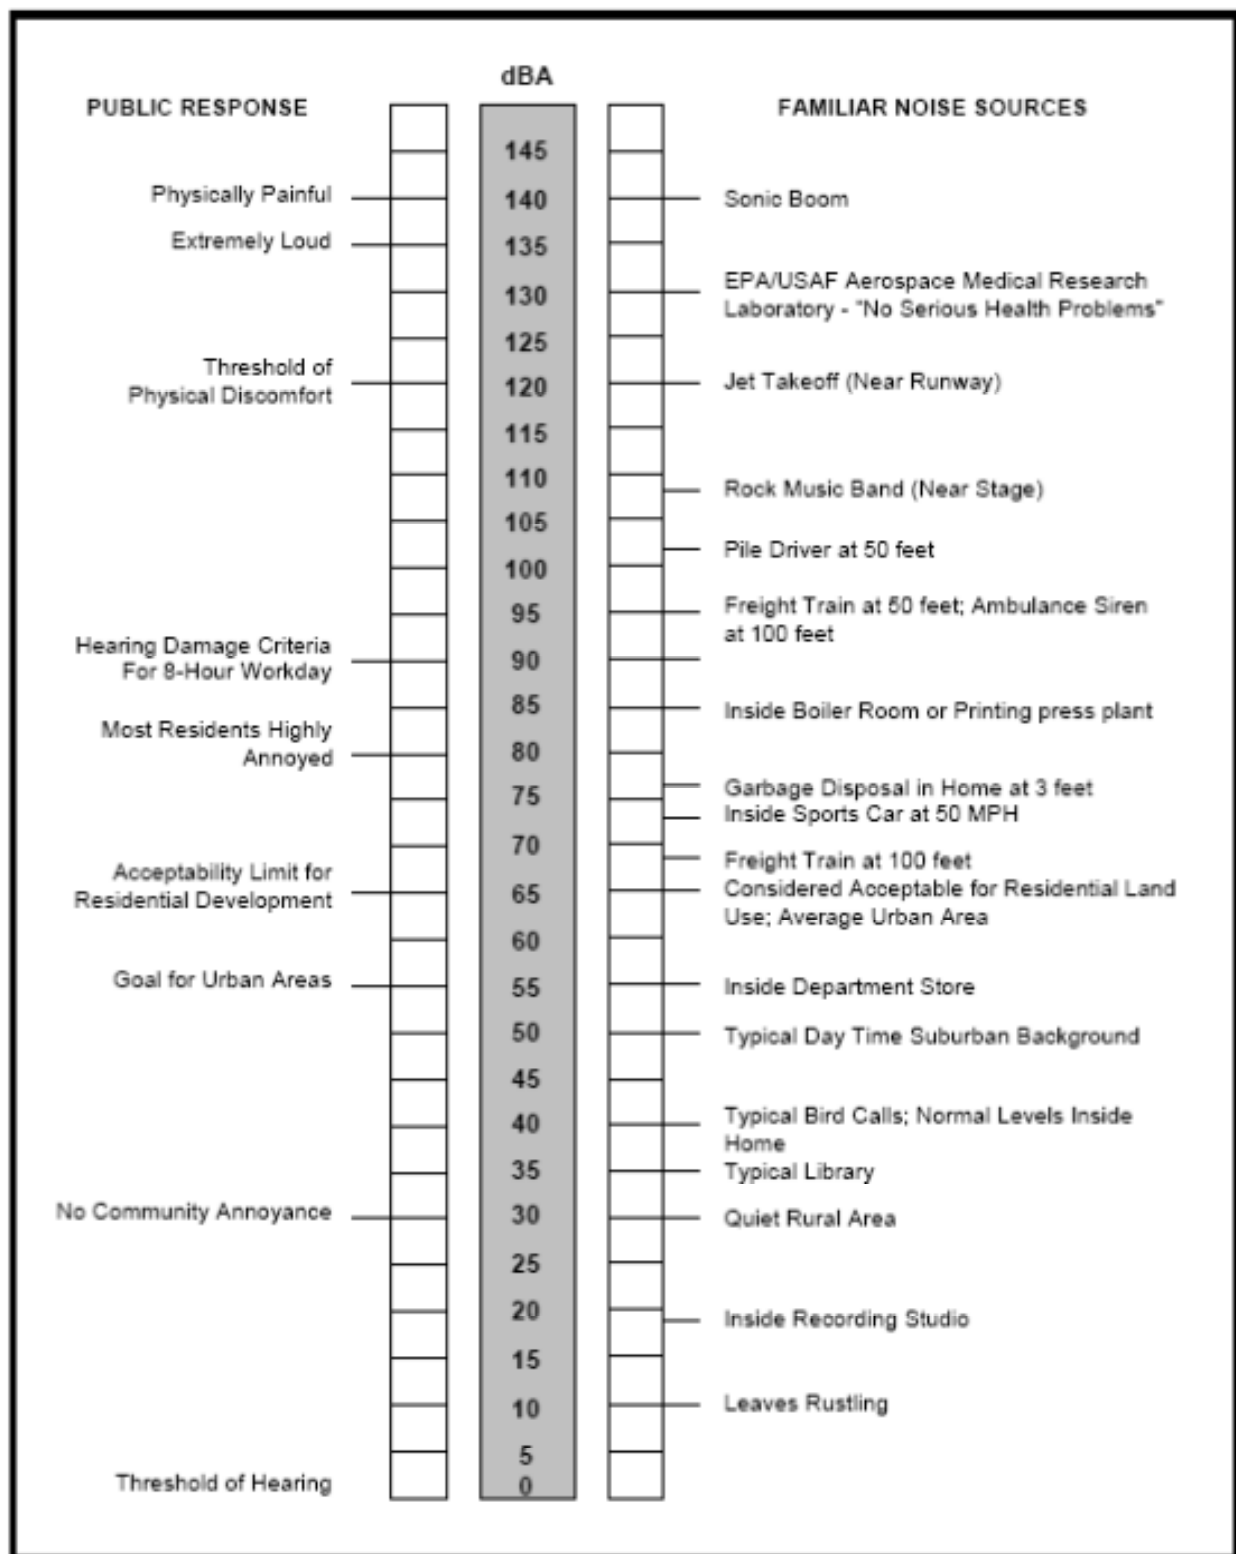 dBA
PUBLIC RESPONSE
FAMILIAR NOISE SOURCES
145
Physically Painful
140
Sonic Boom
Extremely Loud
135
EPA/USAF Aerospace Medical Research
Laboratory - "No Serious Health Problems"
130
125
Threshold of
Physical Discomfort
120
Jet Takeoff (Near Runway)
115
110
Rock Music Band (Near Stage)
105
Pile Driver at 50 feet
100
95
Freight Train at 50 feet; Ambulance Siren
at 100 feet
Hearing Damage Criteria
For 8-Hour Workday
90
85
Inside Boiler Room or Printing press plant
Most Residents Highly
Annoyed
80
75
Garbage Disposal in Home at 3 feet
Inside Sports Car at 50 MPH
70
Freight Train at 100 feet
Acceptability Limit for
Residential Development
65
Considered Acceptable for Residential Land
Use; Average Urban Area
60
Goal for Urban Areas
55
Inside Department Store
50
Typical Day Time Suburban Background
45
40
Typical Bird Calls; Normal Levels Inside
Home
35
Typical Library
No Community Annoyance
30
Quiet Rural Area
25
20
Inside Recording Studio
15
10
Leaves Rustling
5
Threshold of Hearing
0